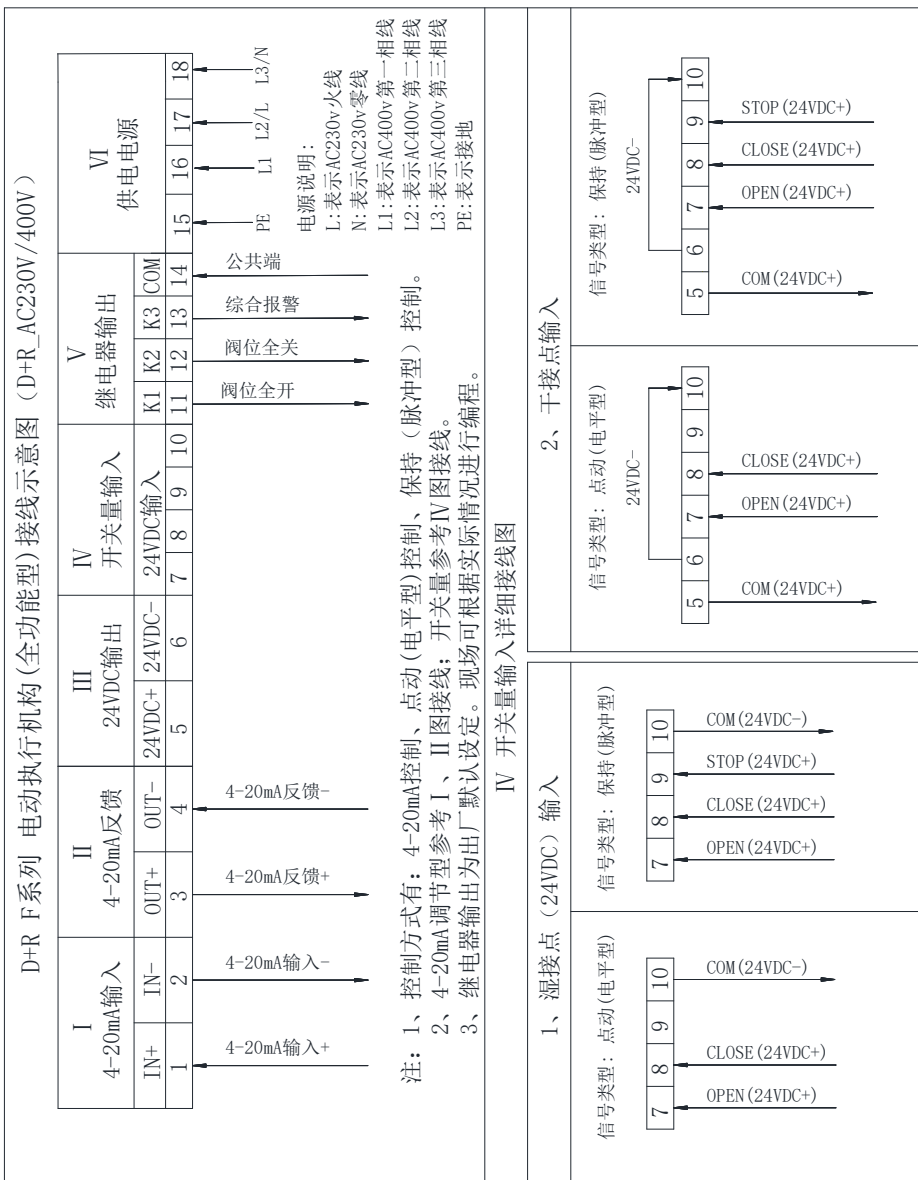 D+R F系列 电动执行机构(全功能型)接线示意图（D+R_AC230V/400V）
I
4-20mA输入
II
4-20mA反馈
III
24VDC输出
IV
开关量输入
V
继电器输出
VI
供电电源
IN+ IN- OUT+ OUT- 24VDC+ 24VDC- 24VDC输入 K1 K2 K3 COM
1 2 3 4 5 6 7 8 9 10 11 12 13 14 15 16 17 18
4-20mA输入+
4-20mA输入-
4-20mA反馈+
4-20mA反馈-
阀位全开
阀位全关
综合报警
公共端
PE
L1
L2/L
L3/N
电源说明：
L:表示AC230v火线
N:表示AC230v零线
L1:表示AC400v第一相线
L2:表示AC400v第二相线
L3:表示AC400v第三相线
PE:表示接地
注：1、控制方式有：4-20mA控制、点动(电平型)控制、保持（脉冲型）控制。
2、4-20mA调节型参考Ⅰ、Ⅱ图接线；开关量参考Ⅳ图接线。
3、继电器输出为出厂默认设定。现场可根据实际情况进行编程。
IV 开关量输入详细接线图
1、湿接点（24VDC）输入
信号类型：点动(电平型)
7 8 9 10
OPEN(24VDC+)
CLOSE(24VDC+)
COM(24VDC-)
信号类型：保持(脉冲型)
7 8 9 10
OPEN(24VDC+)
CLOSE(24VDC+)
STOP(24VDC+)
COM(24VDC-)
2、干接点输入
信号类型：点动(电平型)
24VDC-
5 6 7 8 9 10
COM(24VDC+)
OPEN(24VDC+)
CLOSE(24VDC+)
信号类型：保持(脉冲型)
24VDC-
5 6 7 8 9 10
COM(24VDC+)
OPEN(24VDC+)
CLOSE(24VDC+)
STOP(24VDC+)